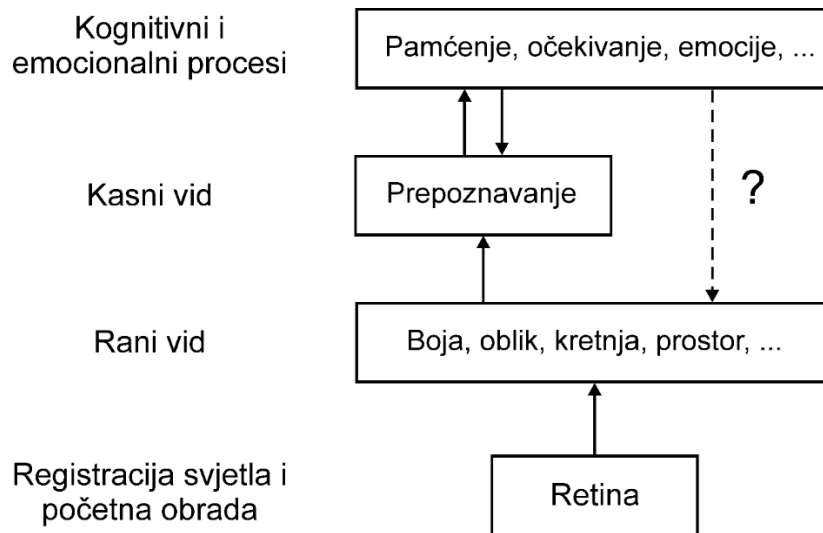 Kognitivni i
emocionalni procesi
Pamćenje, očekivanje, emocije, ...
Kasni vid
Prepoznavanje
?
Rani vid
Boja, oblik, kretnja, prostor, ...
Registracija svjetla i
početna obrada
Retina